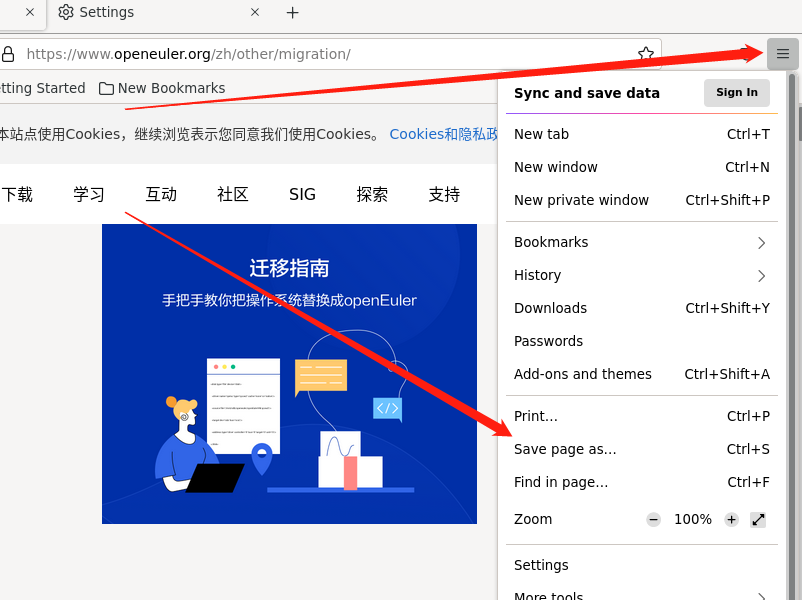 Settings
https://www.openeuler.org/zh/other/migration/
tting Started New Bookmarks
本站点使用Cookies，继续浏览表示您同意我们使用Cookies。 Cookies和隐私政
下载 学习 互动 社区 SIG 探索 支持
迁移指南
手把手教你把操作系统替换成openEuler
</>
Sync and save data Sign In
New tab Ctrl+T
New window Ctrl+N
New private window Ctrl+Shift+P
Bookmarks
History
Downloads Ctrl+Shift+Y
Passwords
Add-ons and themes Ctrl+Shift+A
Print... Ctrl+P
Save page as... Ctrl+S
Find in page... Ctrl+F
Zoom 100%
Settings
More tools